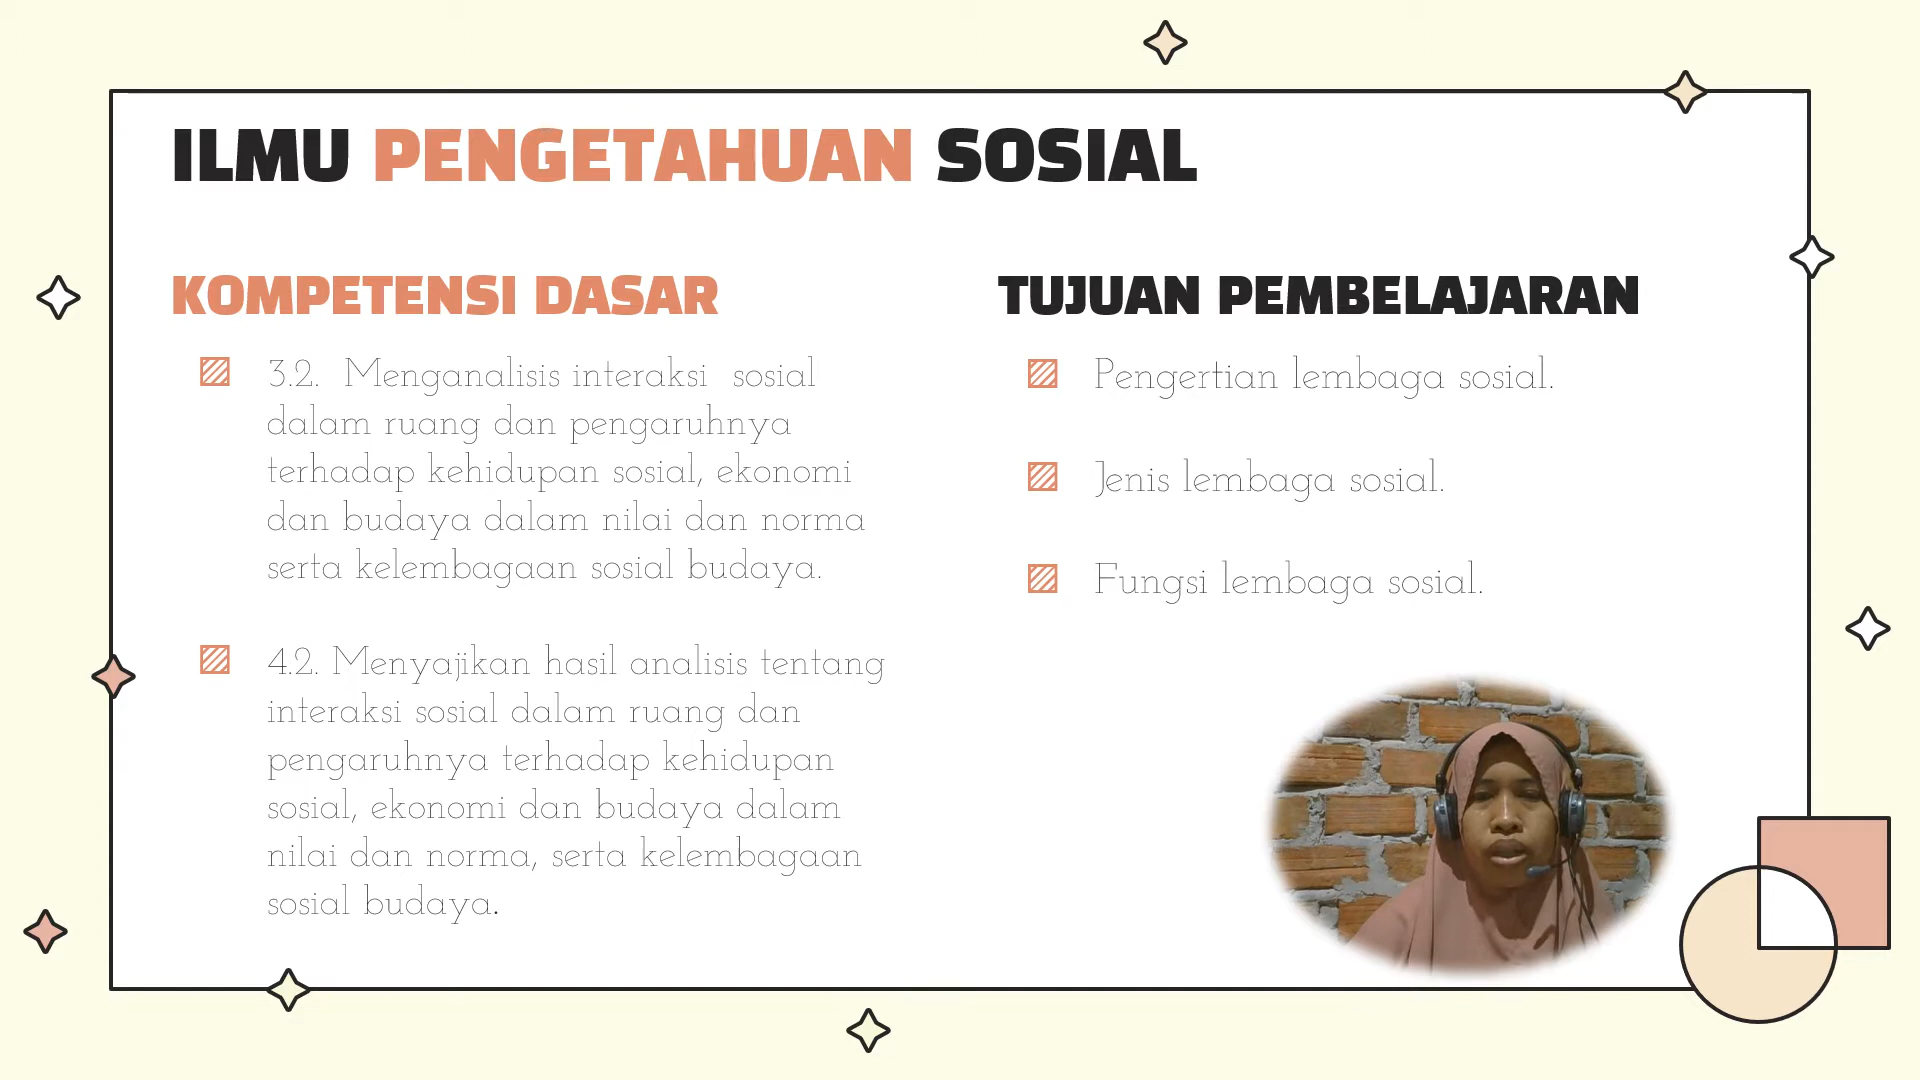 ILMU PENGETAHUAN SOSIAL
KOMPETENSI DASAR
3.2. Menganalisis interaksi sosial
dalam ruang dan pengaruhnya
terhadap kehidupan sosial, ekonomi
dan budaya dalam nilai dan norma
serta kelembagaan sosial budaya.
4.2. Menyajikan hasil analisis tentang
interaksi sosial dalam ruang dan
pengaruhnya terhadap kehidupan
sosial, ekonomi dan budaya dalam
nilai dan norma, serta kelembagaan
sosial budaya.
TUJUAN PEMBELAJARAN
Pengertian lembaga sosial.
Jenis lembaga sosial.
Fungsi lembaga sosial.